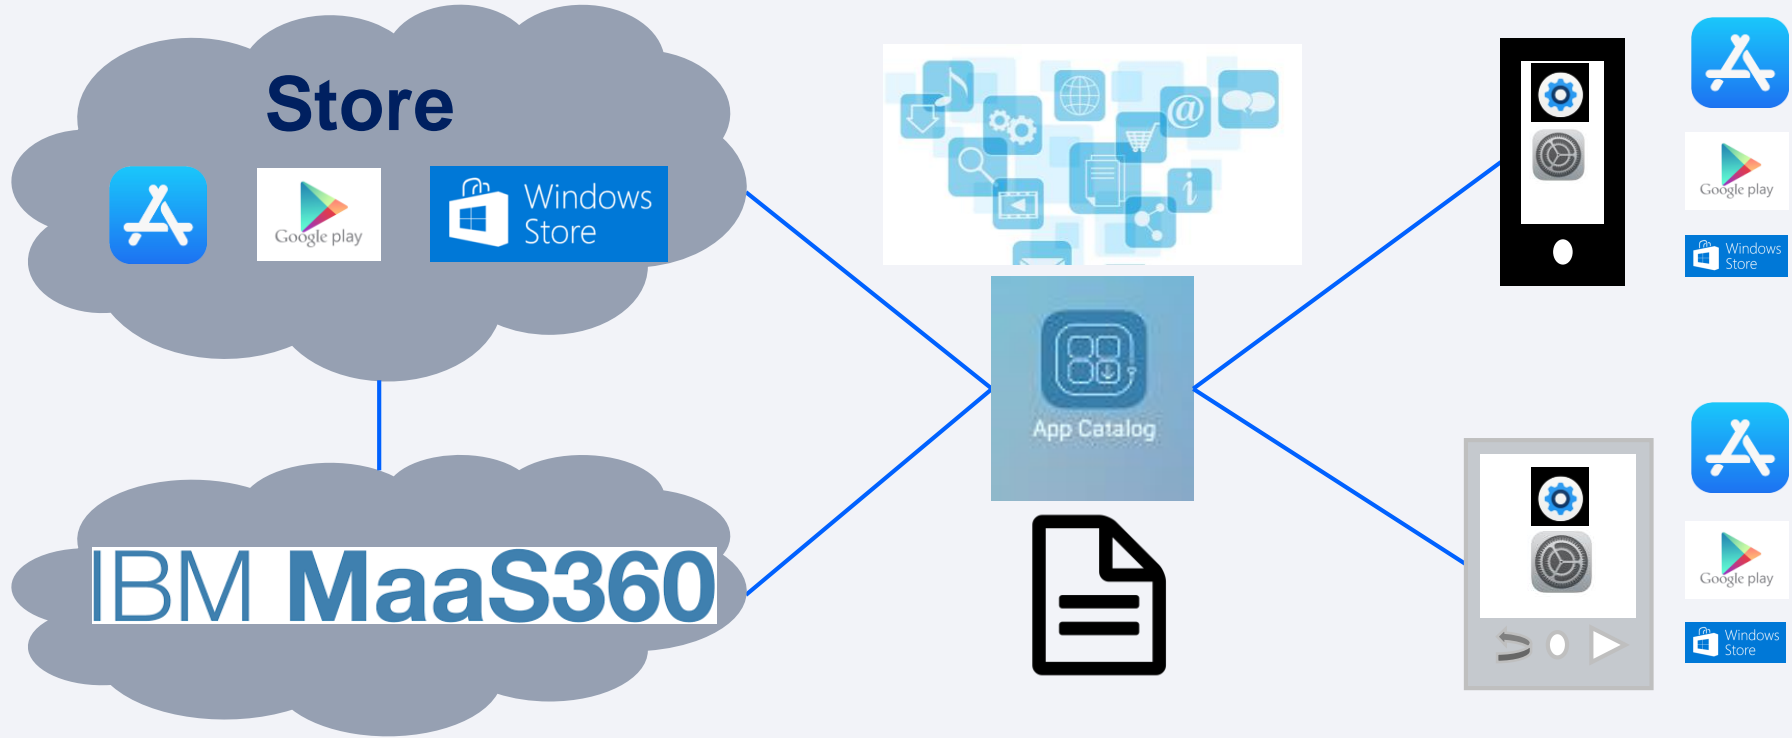 Store
Google play
Windows
Store
IBM MaaS360
@
i
App Catalog
Google play
Windows
Store
Google play
Windows
Store